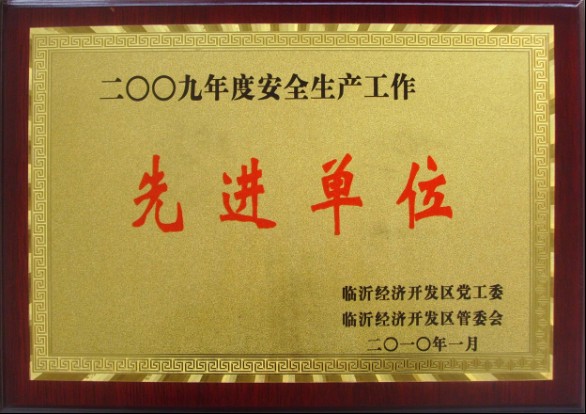 二〇〇九年度安全生产工作
先进单位
临沂经济开发区党工委
临沂经济开发区管委会
二〇一〇年一月